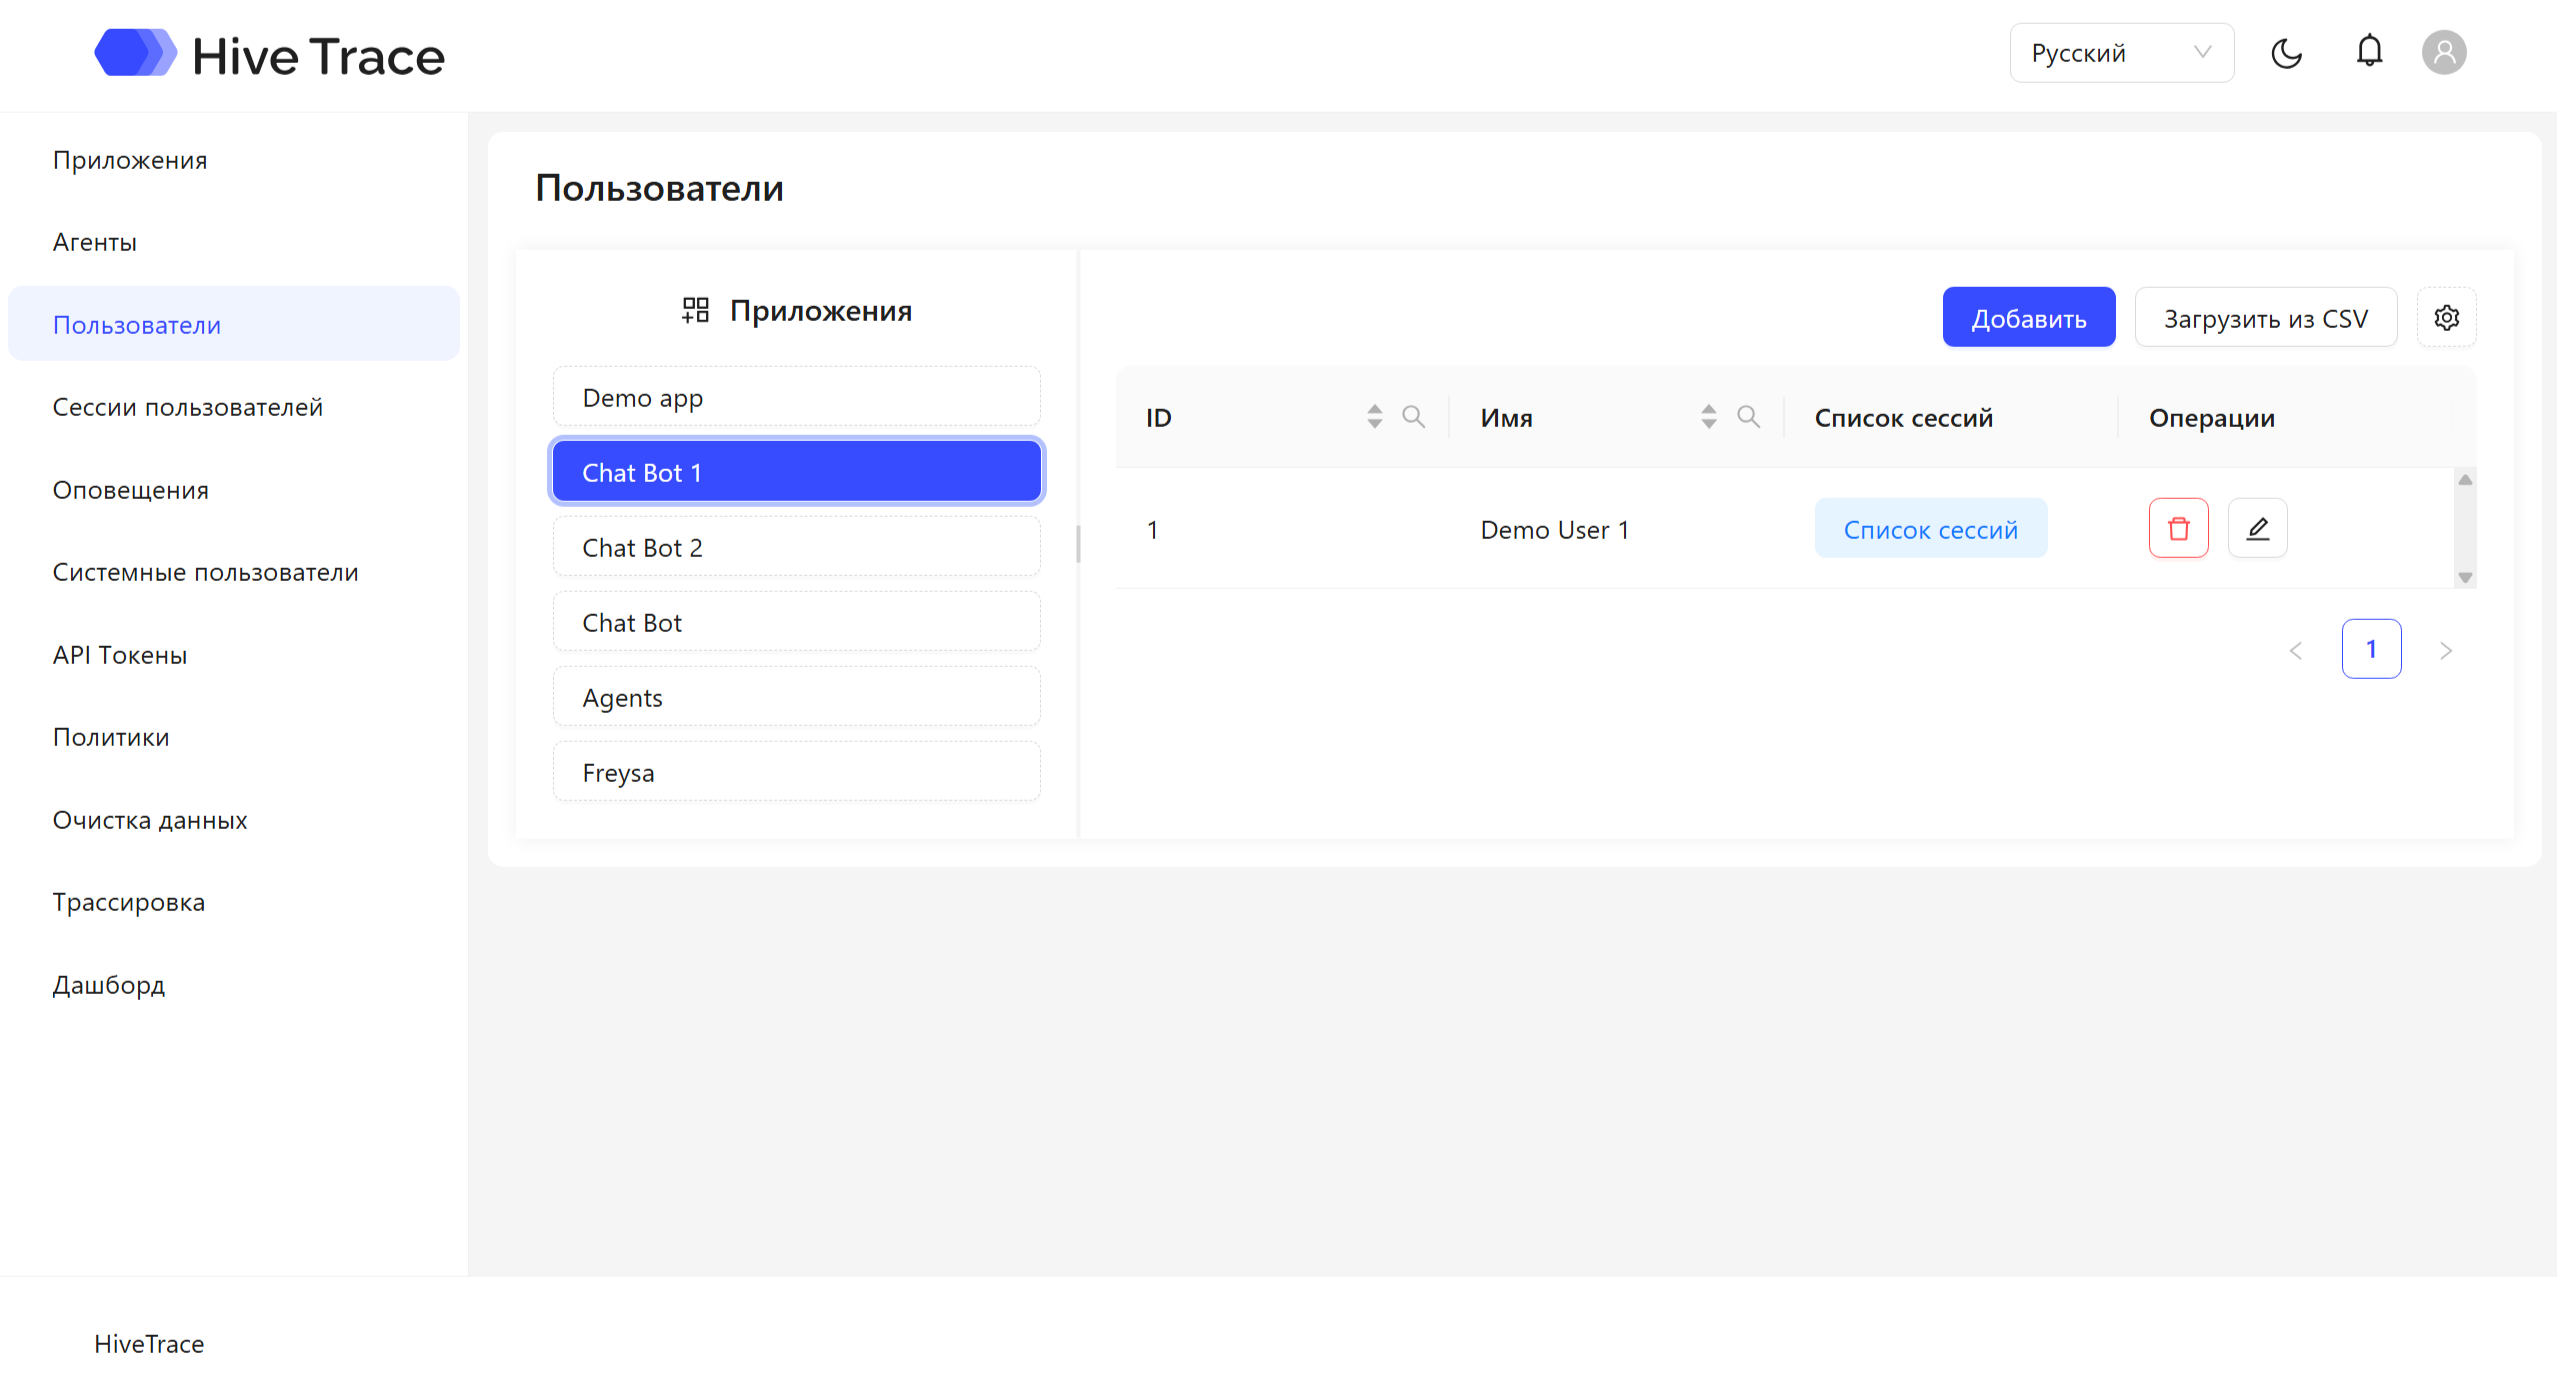 Hive Trace
Русский
Приложения
Агенты
Пользователи
Сессии пользователей
Оповещения
Системные пользователи
API Токены
Политики
Очистка данных
Трассировка
Дашборд
Пользователи
Приложения
Demo app
Chat Bot 1
Chat Bot 2
Chat Bot
Agents
Freysa
Добавить
Загрузить из CSV
ID
Имя
Список сессий
Операции
1
Demo User 1
Список сессий
1
HiveTrace